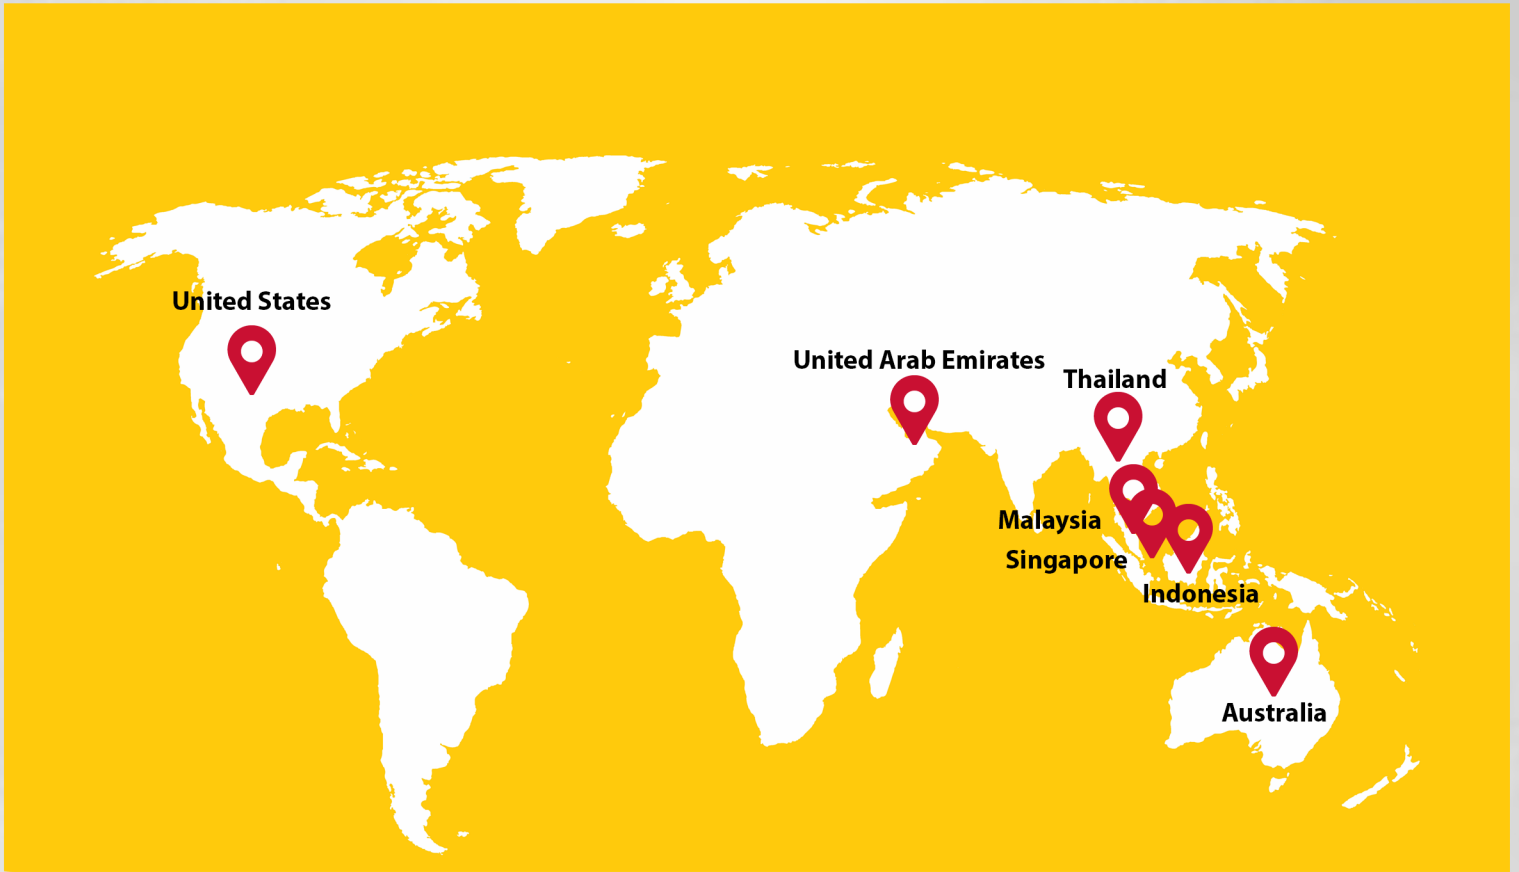 United States
United Arab Emirates
Thailand
Malaysia
Singapore
Indonesia
Australia